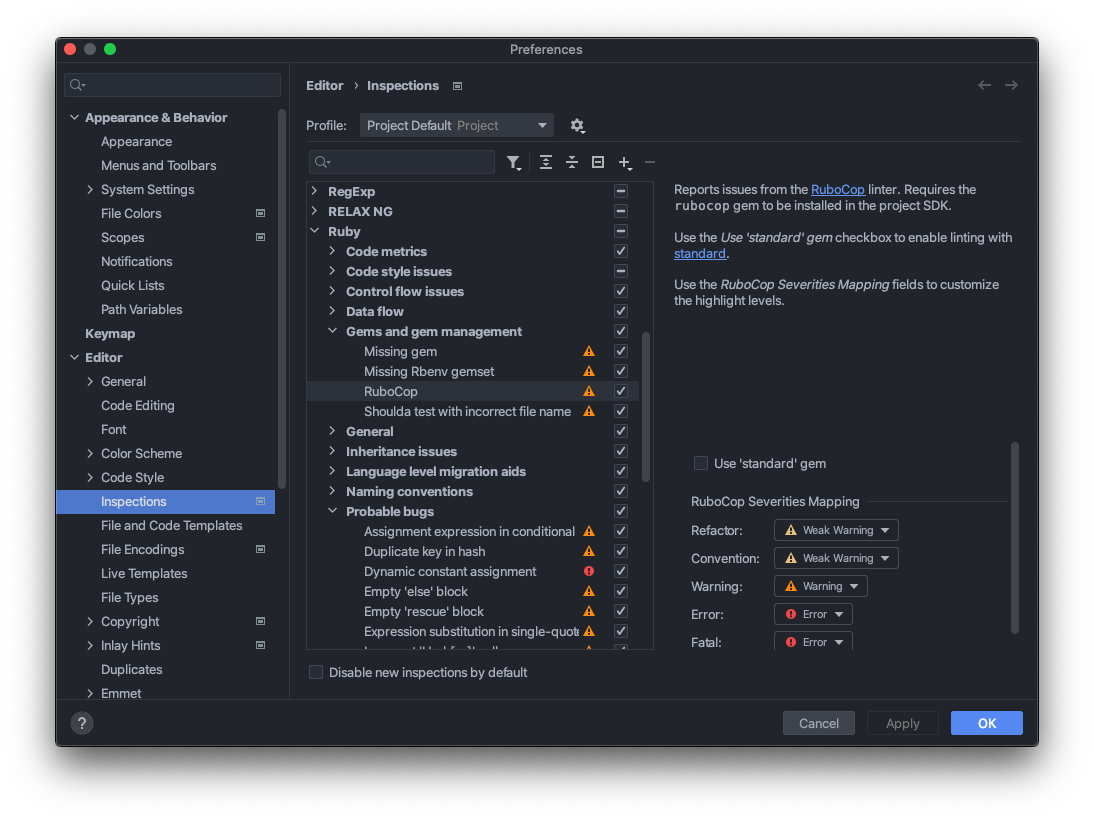 Preferences
Appearance & Behavior
Appearance
Menus and Toolbars
System Settings
File Colors
Scopes
Notifications
Quick Lists
Path Variables
Keymap
Editor
General
Code Editing
Font
Color Scheme
Code Style
Inspections
File and Code Templates
File Encodings
Live Templates
File Types
Copyright
Inlay Hints
Duplicates
Emmet
Editor › Inspections
Profile: Project Default Project
RegExp
RELAX NG
Ruby
Code metrics
Code style issues
Control flow issues
Data flow
Gems and gem management
Missing gem
Missing Rbenv gemset
RuboCop
Shoulda test with incorrect file name
General
Inheritance issues
Language level migration aids
Naming conventions
Probable bugs
Assignment expression in conditional
Duplicate key in hash
Dynamic constant assignment
Empty 'else' block
Empty 'rescue' block
Expression substitution in single-quote
Reports issues from the RuboCop linter. Requires the
rubocop gem to be installed in the project SDK.
Use the Use 'standard' gem checkbox to enable linting with
standard.
Use the RuboCop Severities Mapping fields to customize
the highlight levels.
Use 'standard' gem
RuboCop Severities Mapping
Refactor: Weak Warning
Convention: Weak Warning
Warning: Warning
Error: Error
Fatal: Error
Disable new inspections by default
?
Cancel
Apply
OK